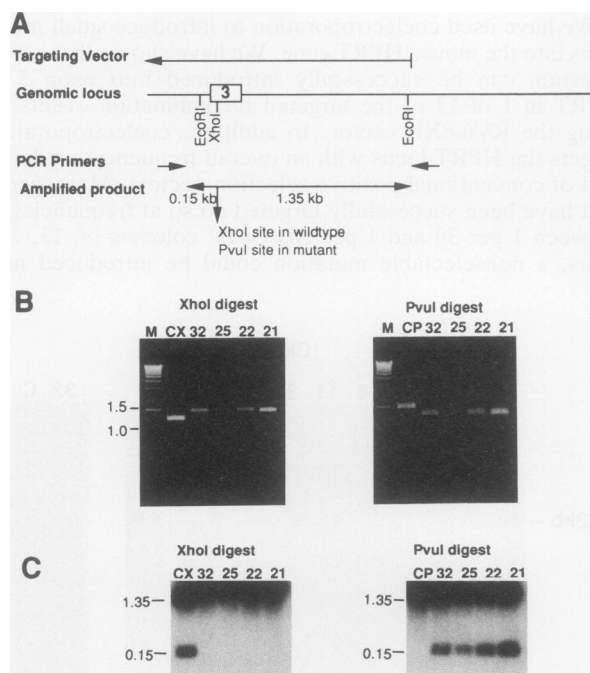 A
Targeting Vector
Genomic locus
3
EcoRI
XhoI
EcoRI
PCR Primers
Amplified product
0.15 kb
1.35 kb
XhoI site in wildtype
PvuI site in mutant
B
XhoI digest
PvuI digest
M CX 32 25 22 21
M CP 32 25 22 21
1.5
1.0
C
XhoI digest
PvuI digest
CX 32 25 22 21
CP 32 25 22 21
1.35
1.35
0.15
0.15